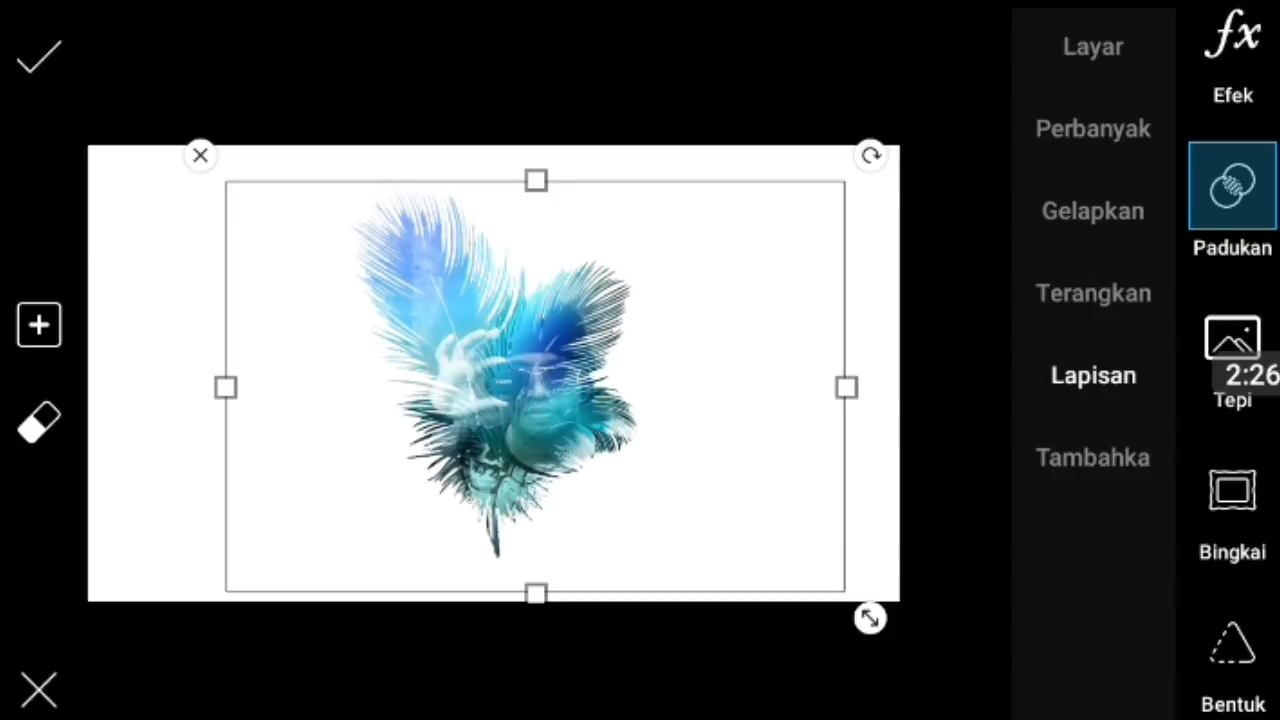 Layar
Perbanyak
Gelapkan
Terangkan
Lapisan
Tambahka
fx
Efek
Padukan
2:26
Tepi
Bingkai
Bentuk